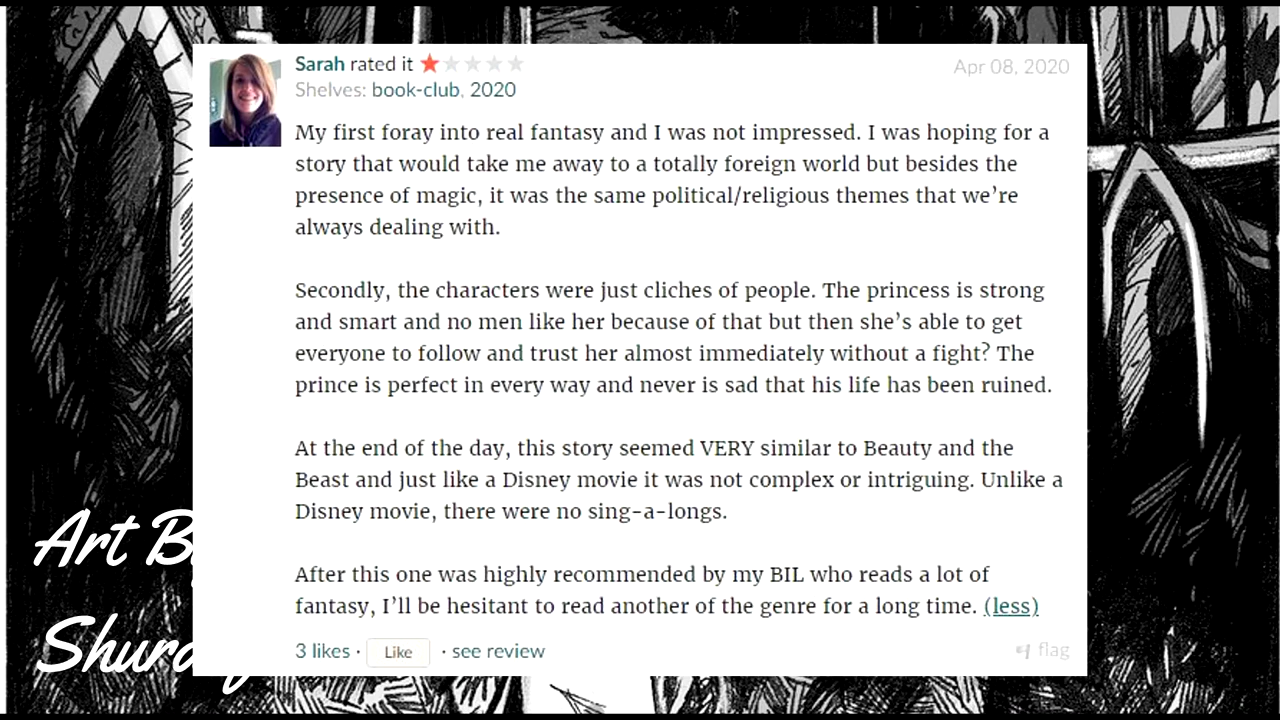 Sarah rated it
Apr 08, 2020
Shelves: book-club, 2020
My first foray into real fantasy and I was not impressed. I was hoping for a
story that would take me away to a totally foreign world but besides the
presence of magic, it was the same political/religious themes that we’re
always dealing with.
Secondly, the characters were just cliches of people. The princess is strong
and smart and no men like her because of that but then she’s able to get
everyone to follow and trust her almost immediately without a fight? The
prince is perfect in every way and never is sad that his life has been ruined.
At the end of the day, this story seemed VERY similar to Beauty and the
Beast and just like a Disney movie it was not complex or intriguing. Unlike a
Disney movie, there were no sing-a-longs.
After this one was highly recommended by my BIL who reads a lot of
fantasy, I’ll be hesitant to read another of the genre for a long time. (less)
3 likes · Like · see review
flag
Art